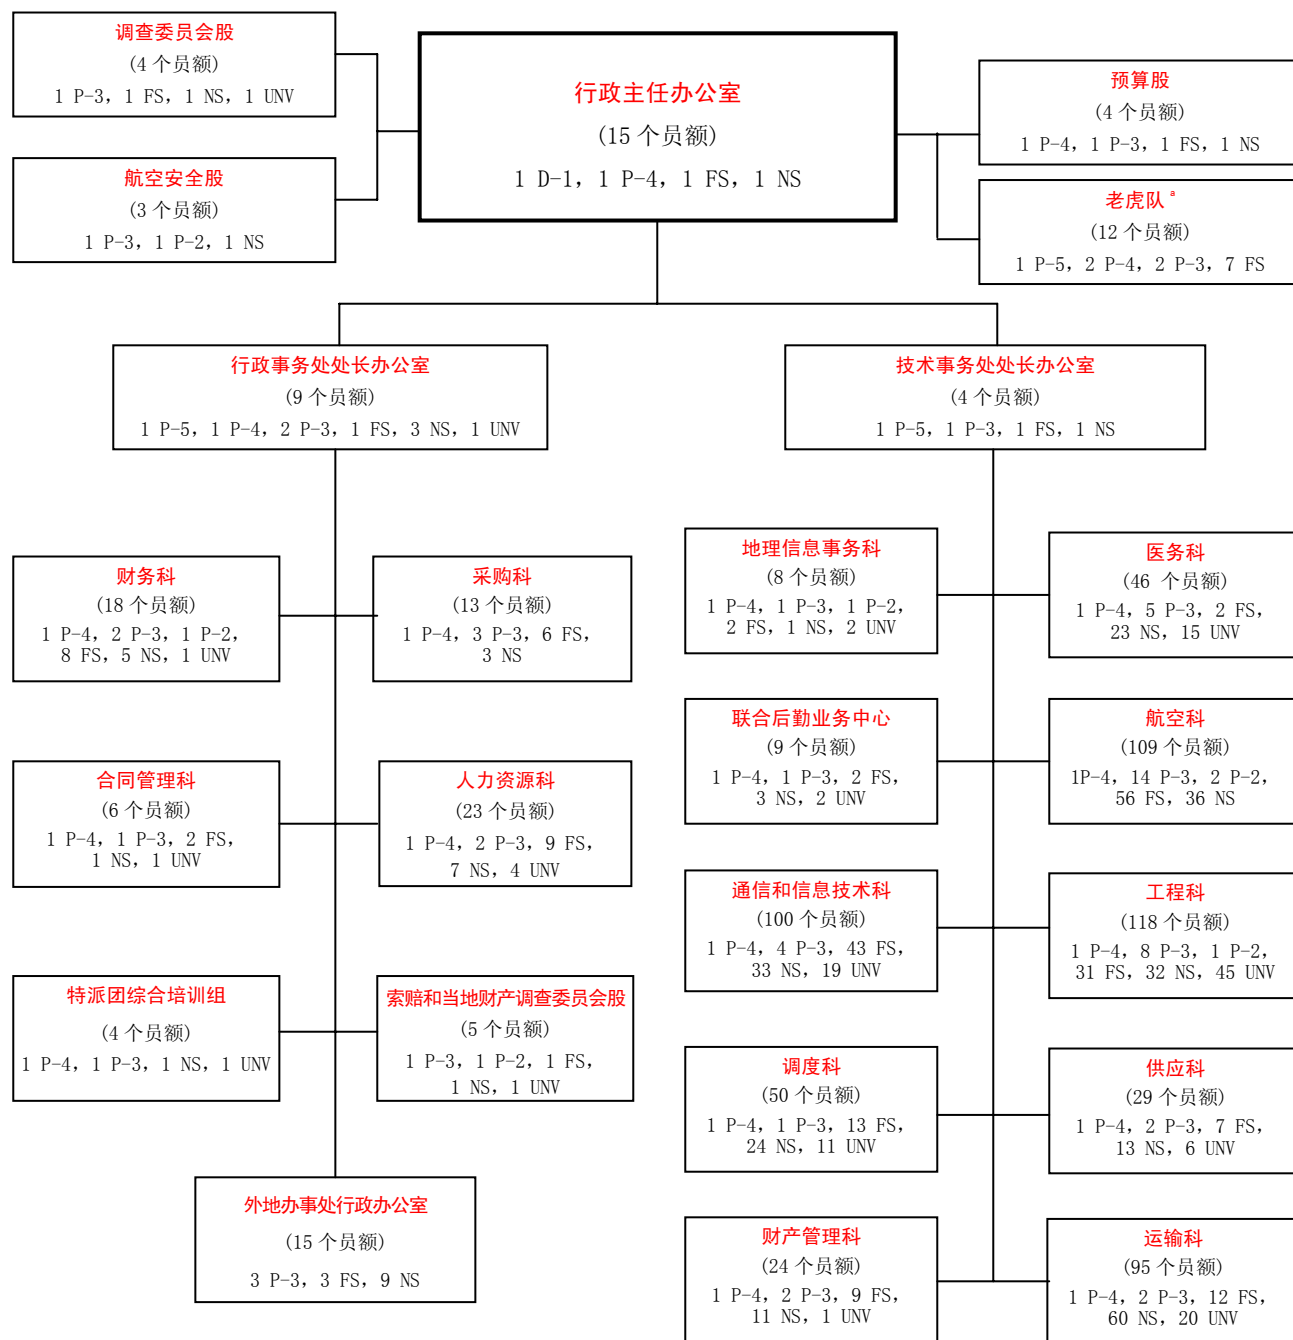 调查委员会股
(4 个员额)
1 P-3, 1 FS, 1 NS, 1 UNV
航空安全股
(3 个员额)
1 P-3, 1 P-2, 1 NS
行政主任办公室
(15 个员额)
1 D-1, 1 P-4, 1 FS, 1 NS
预算股
(4 个员额)
1 P-4, 1 P-3, 1 FS, 1 NS
老虎队 ª
(12 个员额)
1 P-5, 2 P-4, 2 P-3, 7 FS
行政事务处处长办公室
(9 个员额)
1 P-5, 1 P-4, 2 P-3, 1 FS, 3 NS, 1 UNV
技术事务处处长办公室
(4 个员额)
1 P-5, 1 P-3, 1 FS, 1 NS
财务科
(18 个员额)
1 P-4, 2 P-3, 1 P-2,
8 FS, 5 NS, 1 UNV
采购科
(13 个员额)
1 P-4, 3 P-3, 6 FS,
3 NS
合同管理科
(6 个员额)
1 P-4, 1 P-3, 2 FS,
1 NS, 1 UNV
人力资源科
(23 个员额)
1 P-4, 2 P-3, 9 FS,
7 NS, 4 UNV
特派团综合培训组
(4 个员额)
1 P-4, 1 P-3, 1 NS, 1 UNV
索赔和当地财产调查委员会股
(5 个员额)
1 P-3, 1 P-2, 1 FS,
1 NS, 1 UNV
外地办事处行政办公室
(15 个员额)
3 P-3, 3 FS, 9 NS
地理信息事务科
(8 个员额)
1 P-4, 1 P-3, 1 P-2,
2 FS, 1 NS, 2 UNV
医务科
(46 个员额)
1 P-4, 5 P-3, 2 FS,
23 NS, 15 UNV
联合后勤业务中心
(9 个员额)
1 P-4, 1 P-3, 2 FS,
3 NS, 2 UNV
航空科
(109 个员额)
1P-4, 14 P-3, 2 P-2,
56 FS, 36 NS
通信和信息技术科
(100 个员额)
1 P-4, 4 P-3, 43 FS,
33 NS, 19 UNV
工程科
(118 个员额)
1 P-4, 8 P-3, 1 P-2,
31 FS, 32 NS, 45 UNV
调度科
(50 个员额)
1 P-4, 1 P-3, 13 FS,
24 NS, 11 UNV
供应科
(29 个员额)
1 P-4, 2 P-3, 7 FS,
13 NS, 6 UNV
财产管理科
(24 个员额)
1 P-4, 2 P-3, 9 FS,
11 NS, 1 UNV
运输科
(95 个员额)
1 P-4, 2 P-3, 12 FS,
60 NS, 20 UNV